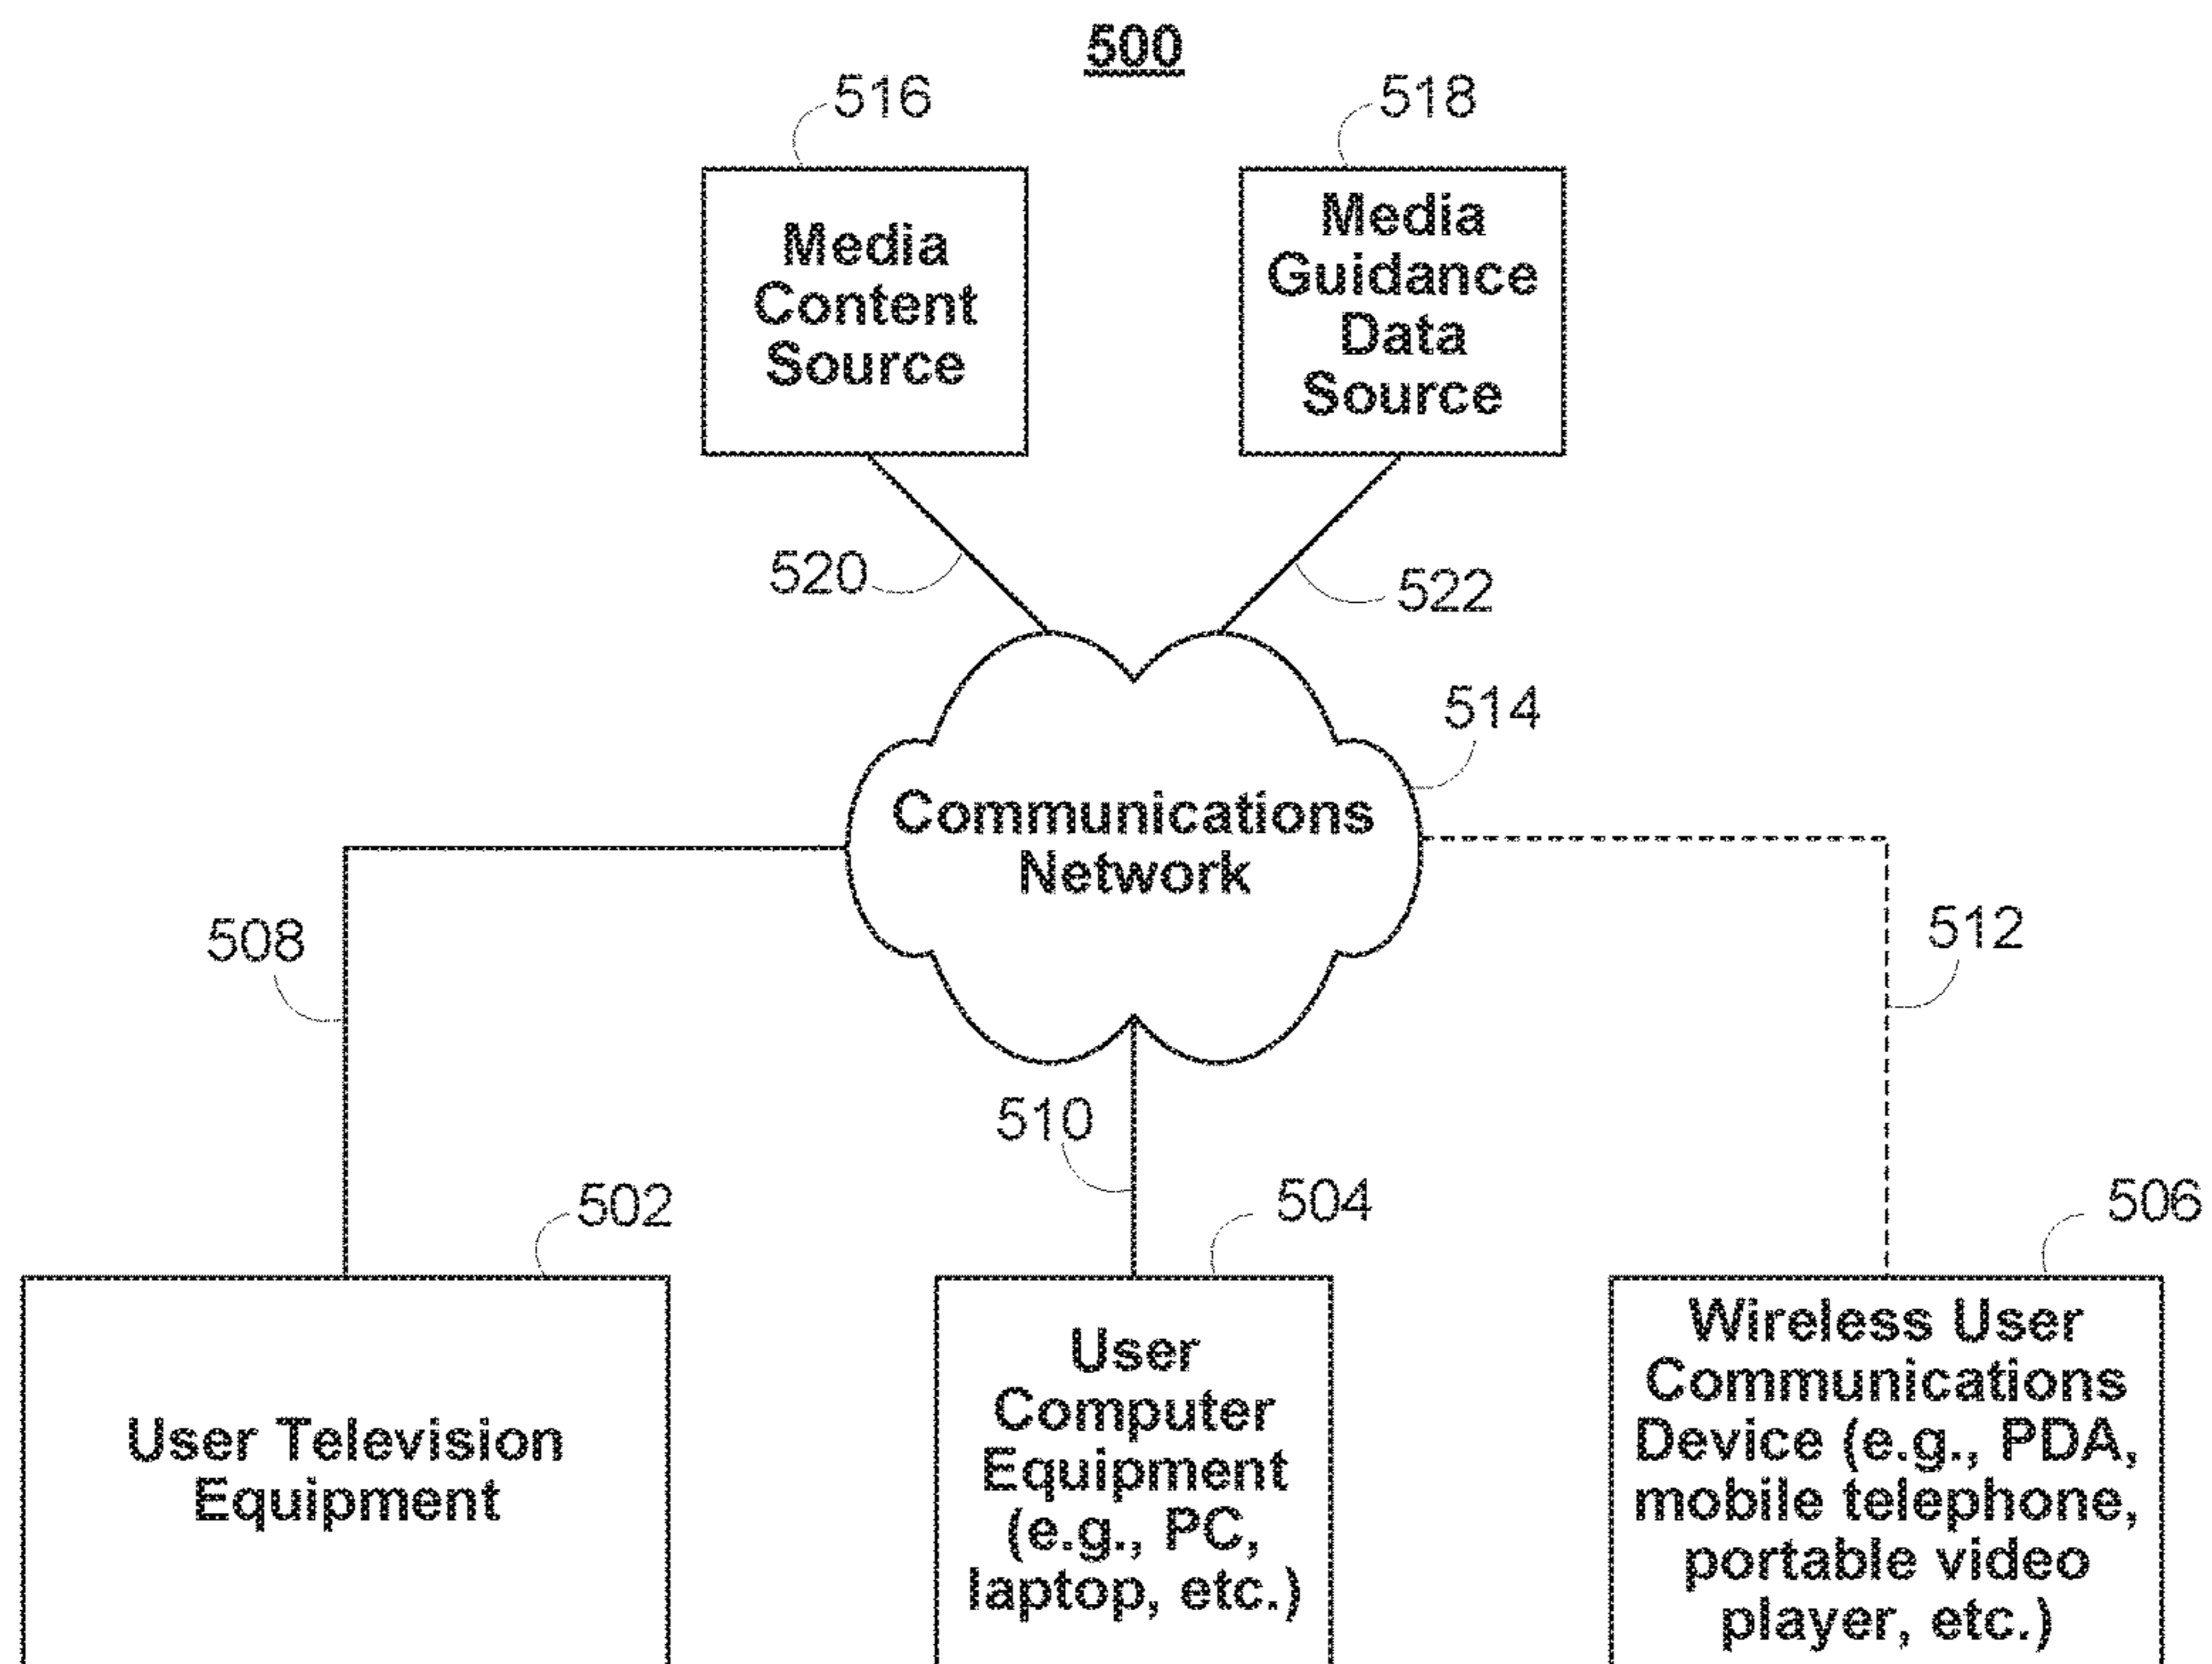 500
516
518
Media
Content
Source
Media
Guidance
Data
Source
520
522
514
Communications
Network
508
512
510
502
504
506
User Television
Equipment
User
Computer
Equipment
(e.g., PC,
laptop, etc.)
Wireless User
Communications
Device (e.g., PDA,
mobile telephone,
portable video
player, etc.)